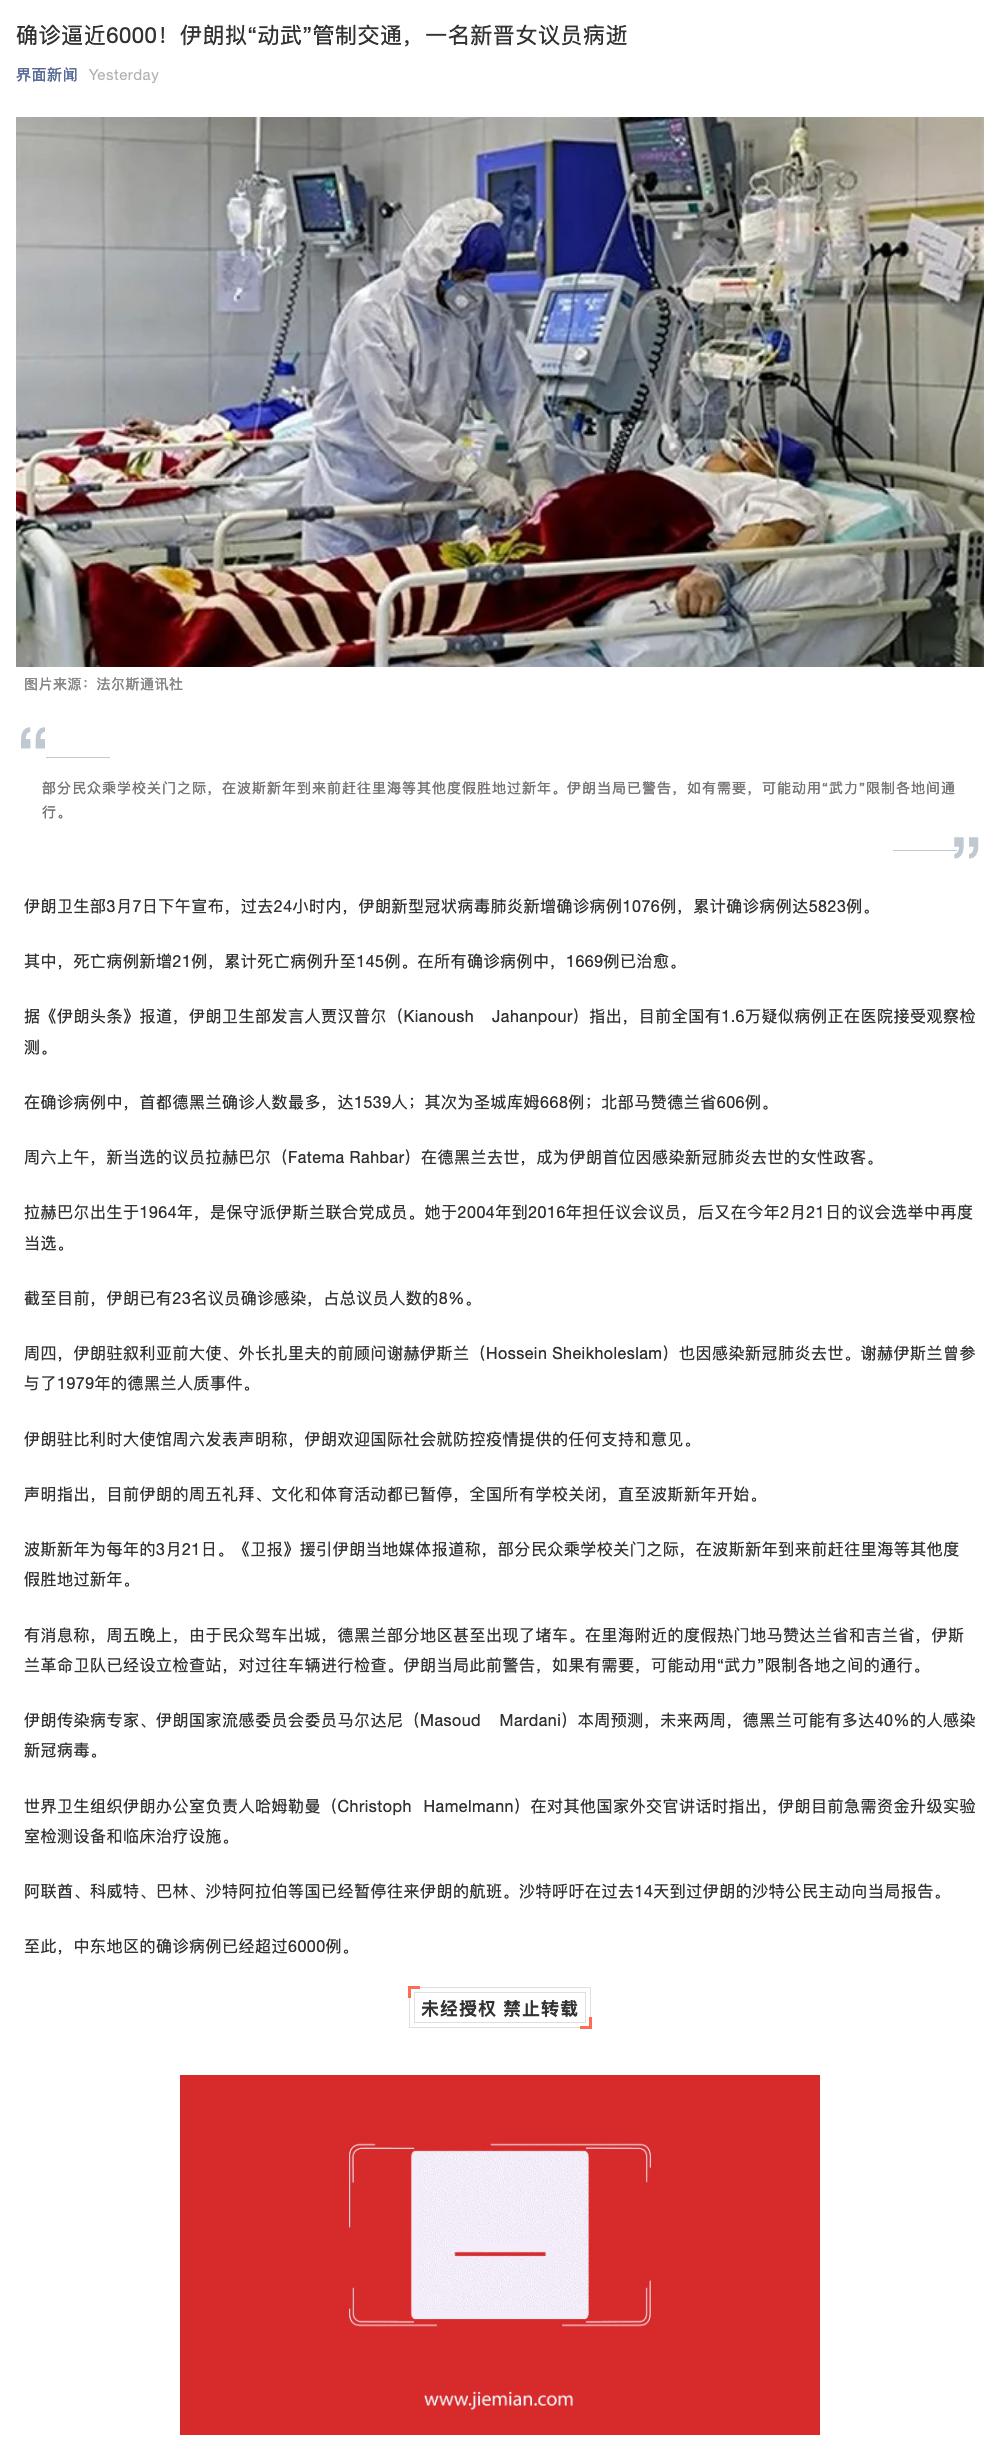 确诊逼近6000！伊朗拟“动武”管制交通，一名新晋女议员病逝
界面新闻 Yesterday
图片来源：法尔斯通讯社
部分民众乘学校关门之际，在波斯新年到来前赶往里海等其他度假胜地过新年。伊朗当局已警告，如有需要，可能动用“武力”限制各地间通
行。
伊朗卫生部3月7日下午宣布，过去24小时内，伊朗新型冠状病毒肺炎新增确诊病例1076例，累计确诊病例达5823例。
其中，死亡病例新增21例，累计死亡病例升至145例。在所有确诊病例中，1669例已治愈。
据《伊朗头条》报道，伊朗卫生部发言人贾汉普尔（Kianoush Jahanpour）指出，目前全国有1.6万疑似病例正在医院接受观察检
测。
在确诊病例中，首都德黑兰确诊人数最多，达1539人；其次为圣城库姆668例；北部马赞德兰省606例。
周六上午，新当选的议员拉赫巴尔（Fatema Rahbar）在德黑兰去世，成为伊朗首位因感染新冠肺炎去世的女性政客。
拉赫巴尔出生于1964年，是保守派伊斯兰联合党成员。她于2004年到2016年担任议会议员，后又在今年2月21日的议会选举中再度
当选。
截至目前，伊朗已有23名议员确诊感染，占总议员人数的8%。
周四，伊朗驻叙利亚前大使、外长扎里夫的前顾问谢赫伊斯兰（Hossein Sheikholeslam）也因感染新冠肺炎去世。谢赫伊斯兰曾参
与了1979年的德黑兰人质事件。
伊朗驻比利时大使馆周六发表声明称，伊朗欢迎国际社会就防控疫情提供的任何支持和意见。
声明指出，目前伊朗的周五礼拜、文化和体育活动都已暂停，全国所有学校关闭，直至波斯新年开始。
波斯新年为每年的3月21日。《卫报》援引伊朗当地媒体报道称，部分民众乘学校关门之际，在波斯新年到来前赶往里海等其他度
假胜地过新年。
有消息称，周五晚上，由于民众驾车出城，德黑兰部分地区甚至出现了堵车。在里海附近的度假热门地马赞达兰省和吉兰省，伊斯
兰革命卫队已经设立检查站，对过往车辆进行检查。伊朗当局此前警告，如果有需要，可能动用“武力”限制各地之间的通行。
伊朗传染病专家、伊朗国家流感委员会委员马尔达尼（Masoud Mardani）本周预测，未来两周，德黑兰可能有多达40%的人感染
新冠病毒。
世界卫生组织伊朗办公室负责人哈姆勒曼（Christoph Hamelmann）在对其他国家外交官讲话时指出，伊朗目前急需资金升级实验
室检测设备和临床治疗设施。
阿联酋、科威特、巴林、沙特阿拉伯等国已经暂停往来伊朗的航班。沙特呼吁在过去14天到过伊朗的沙特公民主动向当局报告。
至此，中东地区的确诊病例已经超过6000例。
未经授权 禁止转载
www.jiemian.com